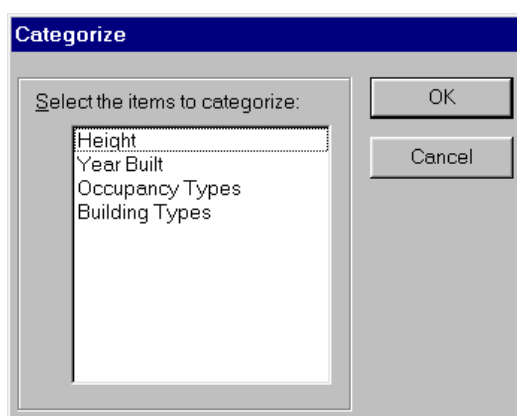 Categorize
Select the items to categorize:
Height
Year Built
Occupancy Types
Building Types
OK
Cancel